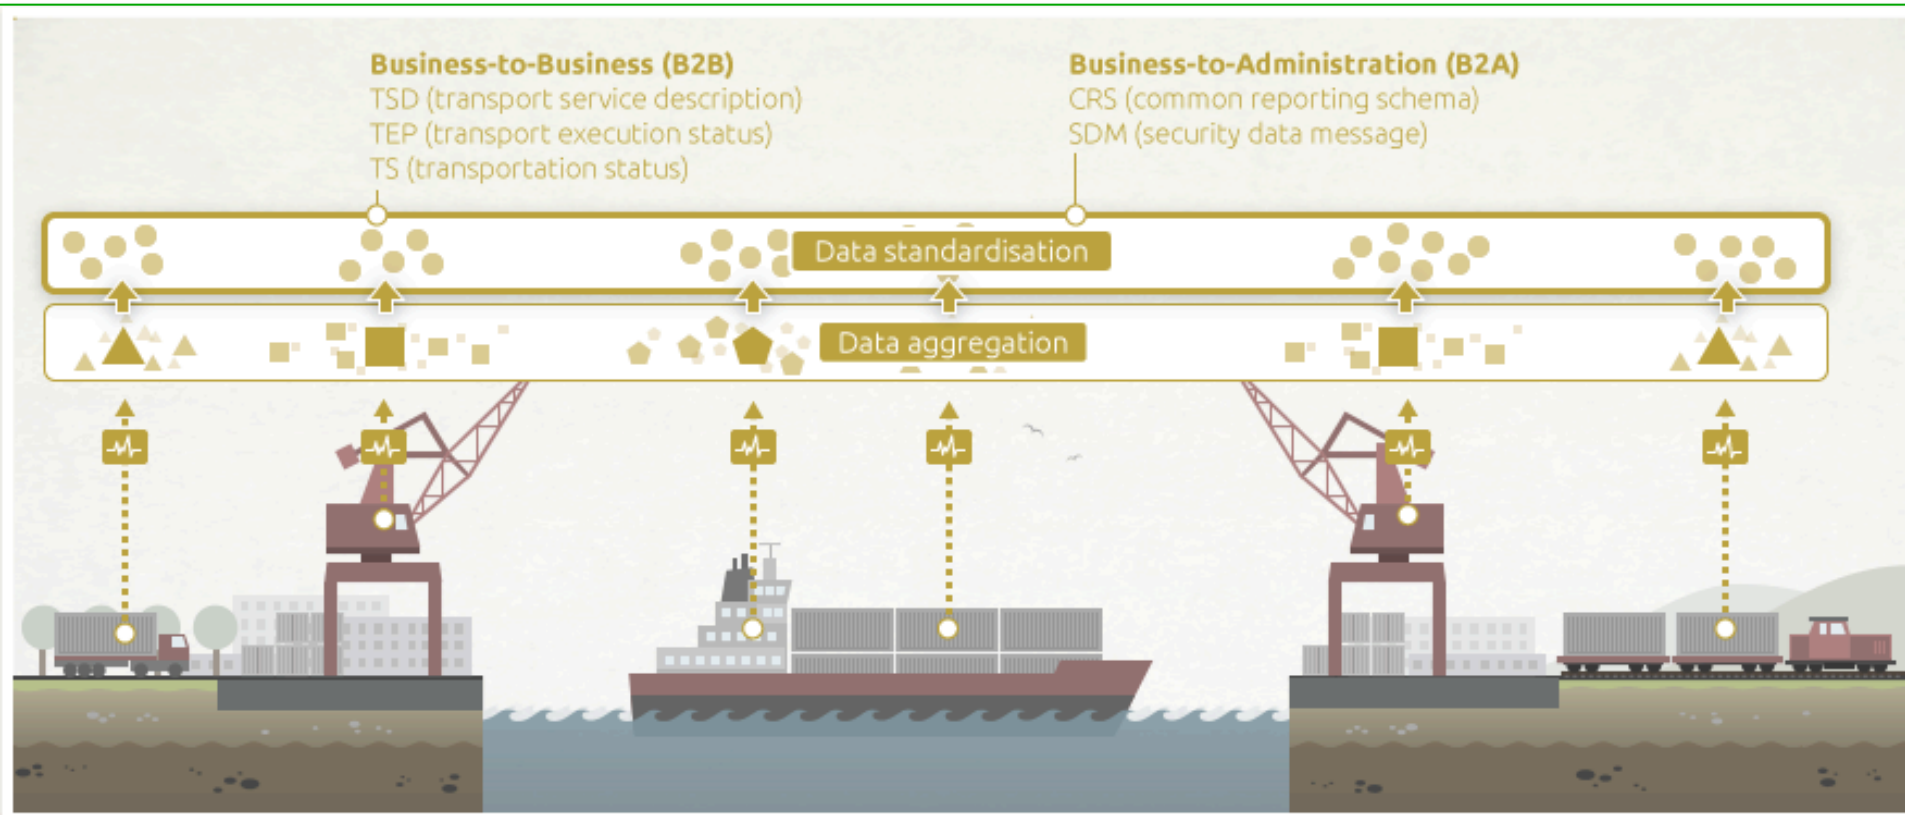 Business-to-Business (B2B)
TSD (transport service description)
TEP (transport execution status)
TS (transportation status)
Business-to-Administration (B2A)
CRS (common reporting schema)
SDM (security data message)
Data standardisation
Data aggregation